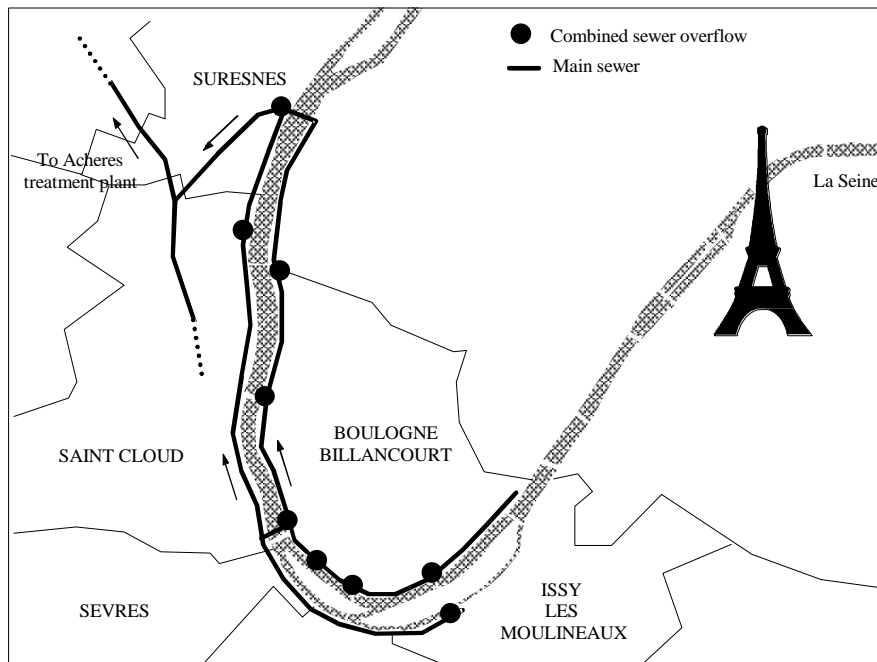 Combined sewer overflow
Main sewer
SURESNES
To Acheres
treatment plant
La Seine
BOULOGNE
BILLANCOURT
SAINT CLOUD
SEVRES
ISSY
LES
MOULINEAUX